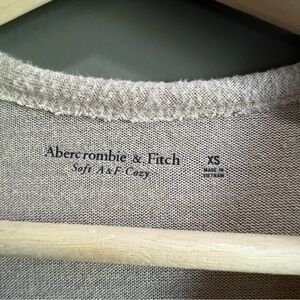 Abercrombie & Fitch
Soft A&F Cozy
XS
MADE IN
VIETNAM